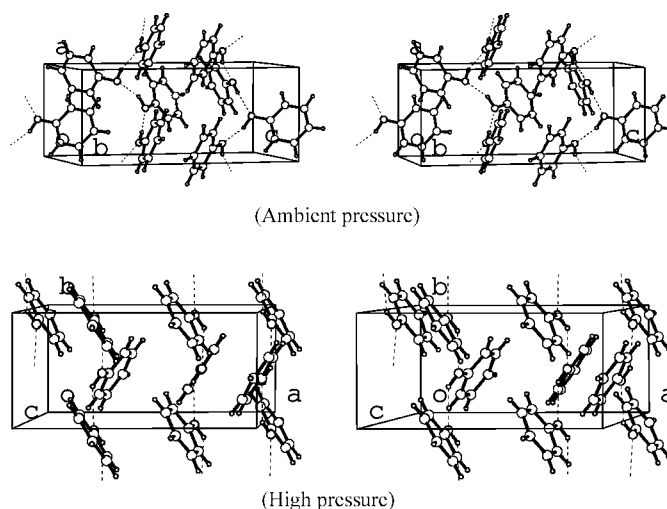 b
b c
(Ambient pressure)
b b
o
c a c a
(High pressure)